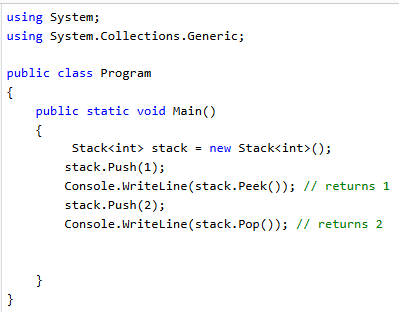 using System;
using System.Collections.Generic;
public class Program
{
public static void Main()
{
Stack<int> stack = new Stack<int>();
stack.Push(1);
Console.WriteLine(stack.Peek()); // returns 1
stack.Push(2);
Console.WriteLine(stack.Pop()); // returns 2
}
}